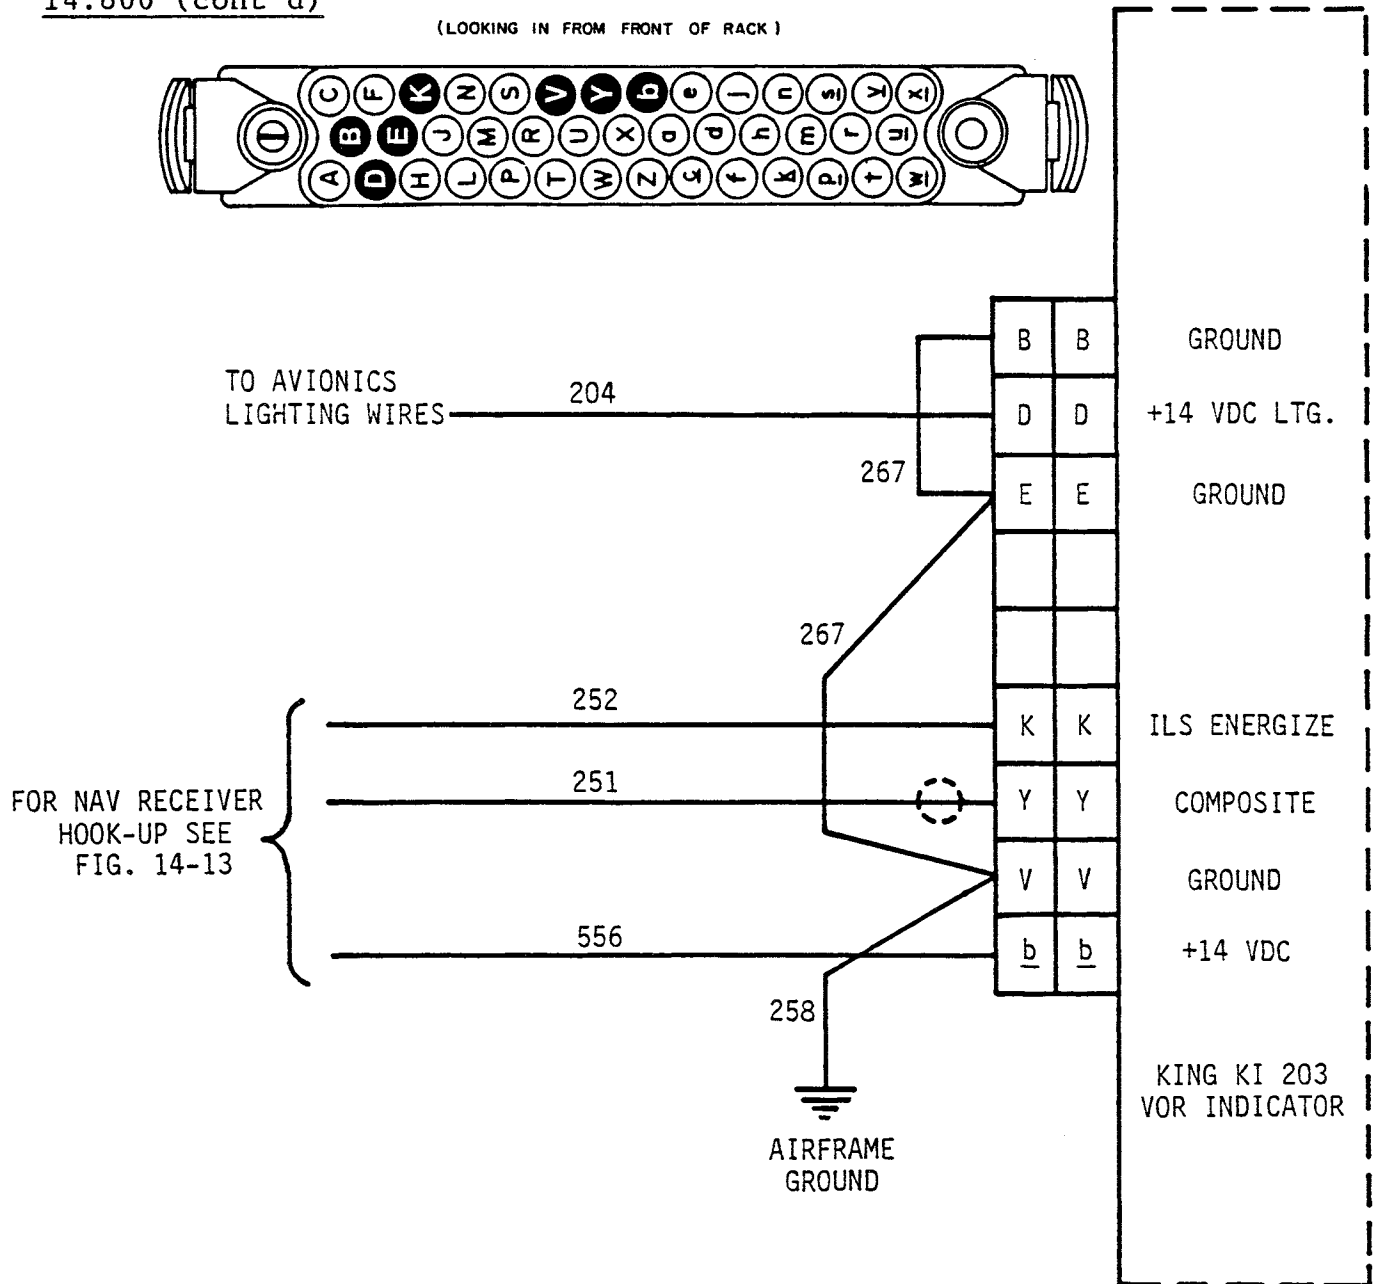 14.800 (cont'd)
(LOOKING IN FROM FRONT OF RACK)
C F K N S V Y b e j n s v x
B E J M R U X a d h m r u
A D H L P T W Z c f k p t w
B B GROUND
TO AVIONICS
LIGHTING WIRES 204 D D +14 VDC LTG.
267 E E GROUND
267
252 K K ILS ENERGIZE
251 Y Y COMPOSITE
FOR NAV RECEIVER
HOOK-UP SEE
FIG. 14-13
V V GROUND
556 b b +14 VDC
258
KING KI 203
VOR INDICATOR
AIRFRAME
GROUND